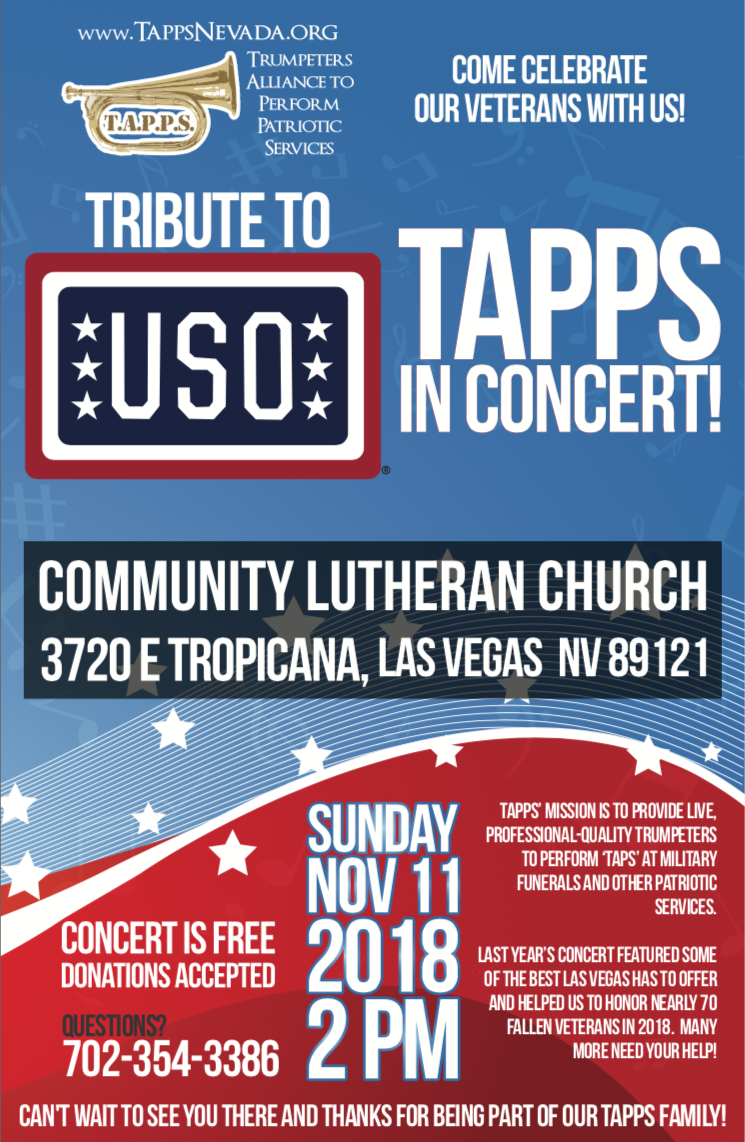 www.TappsNevada.org
T.A.P.P.S.
Trumpeters
Alliance to
Perform
Patriotic
Services
COME CELEBRATE
OUR VETERANS WITH US!
TRIBUTE TO
USO
®
TAPPS
IN CONCERT!
COMMUNITY LUTHERAN CHURCH
3720 E TROPICANA, LAS VEGAS NV 89121
SUNDAY
NOV 11
2018
2 PM
TAPPS' MISSION IS TO PROVIDE LIVE,
PROFESSIONAL-QUALITY TRUMPETERS
TO PERFORM 'TAPS' AT MILITARY
FUNERALS AND OTHER PATRIOTIC
SERVICES.
CONCERT IS FREE
DONATIONS ACCEPTED
LAST YEAR'S CONCERT FEATURED SOME
OF THE BEST LAS VEGAS HAS TO OFFER
AND HELPED US TO HONOR NEARLY 70
FALLEN VETERANS IN 2018. MANY
MORE NEED YOUR HELP!
QUESTIONS?
702-354-3386
CAN'T WAIT TO SEE YOU THERE AND THANKS FOR BEING PART OF OUR TAPPS FAMILY!